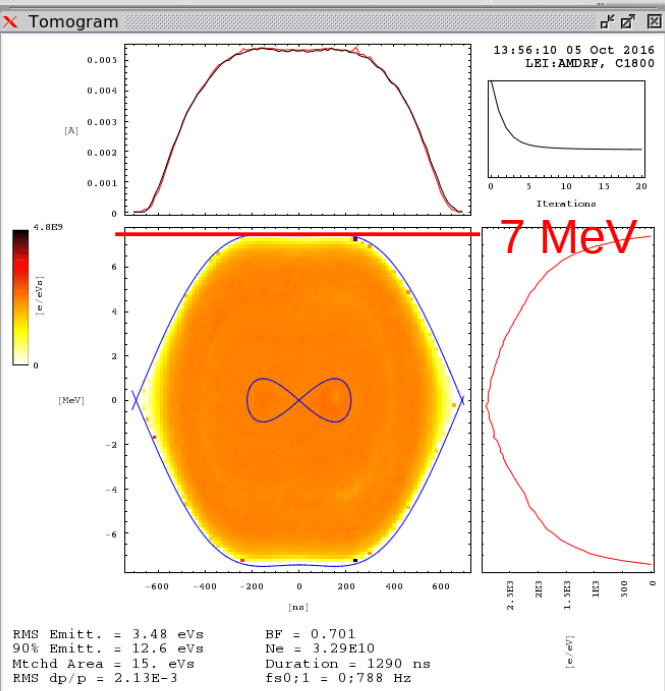 Tomogram
13:56:10 05 Oct 2016
LEI:AMDRF, C1800
0.005
0.004
0.003
0.002
0.001
0
[A]
0 5 10 15 20
Iterations
7 MeV
4.8E9
[e/eVs]
0
6
4
2
0
-2
-4
-6
[MeV]
-600 -400 -200 0 200 400 600
[ns]
2.5E3
2E3
1.5E3
1E3
500
0
[e/eV]
RMS Emitt. = 3.48 eVs BF = 0.701
90% Emitt. = 12.6 eVs Ne = 3.29E10
Mtchd Area = 15. eVs Duration = 1290 ns
RMS dp/p = 2.13E-3 fs0;1 = 0;788 Hz